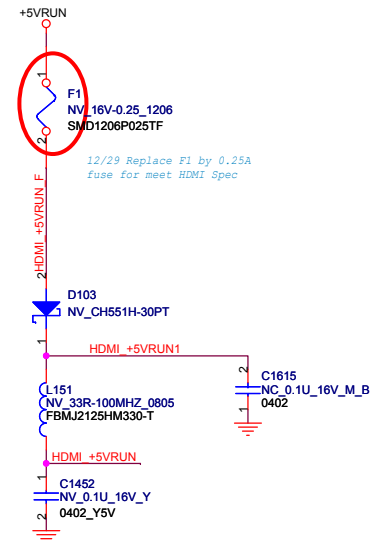 +5VRUN
1
F1
NV_16V-0.25_1206
SMD1206P025TF
2
12/29 Replace F1 by 0.25A
fuse for meet HDMI Spec
HDMI_+5VRUN_F
2
D103
NV_CH551H-30PT
1
HDMI_+5VRUN1
L151
NV_33R-100MHZ_0805
FBMJ2125HM330-T
2
C1615
NC_0.1U_16V_M_B
0402
1
HDMI_+5VRUN
1
C1452
NV_0.1U_16V_Y
0402_Y5V
2